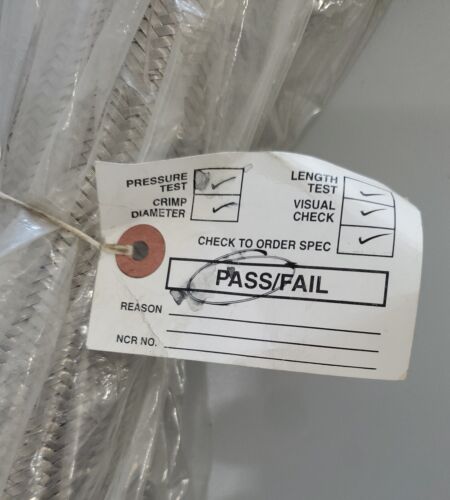 PRESSURE TEST ✓
CRIMP DIAMETER ✓
LENGTH TEST ✓
VISUAL CHECK ✓
CHECK TO ORDER SPEC ✓
PASS/FAIL
REASON
NCR NO.